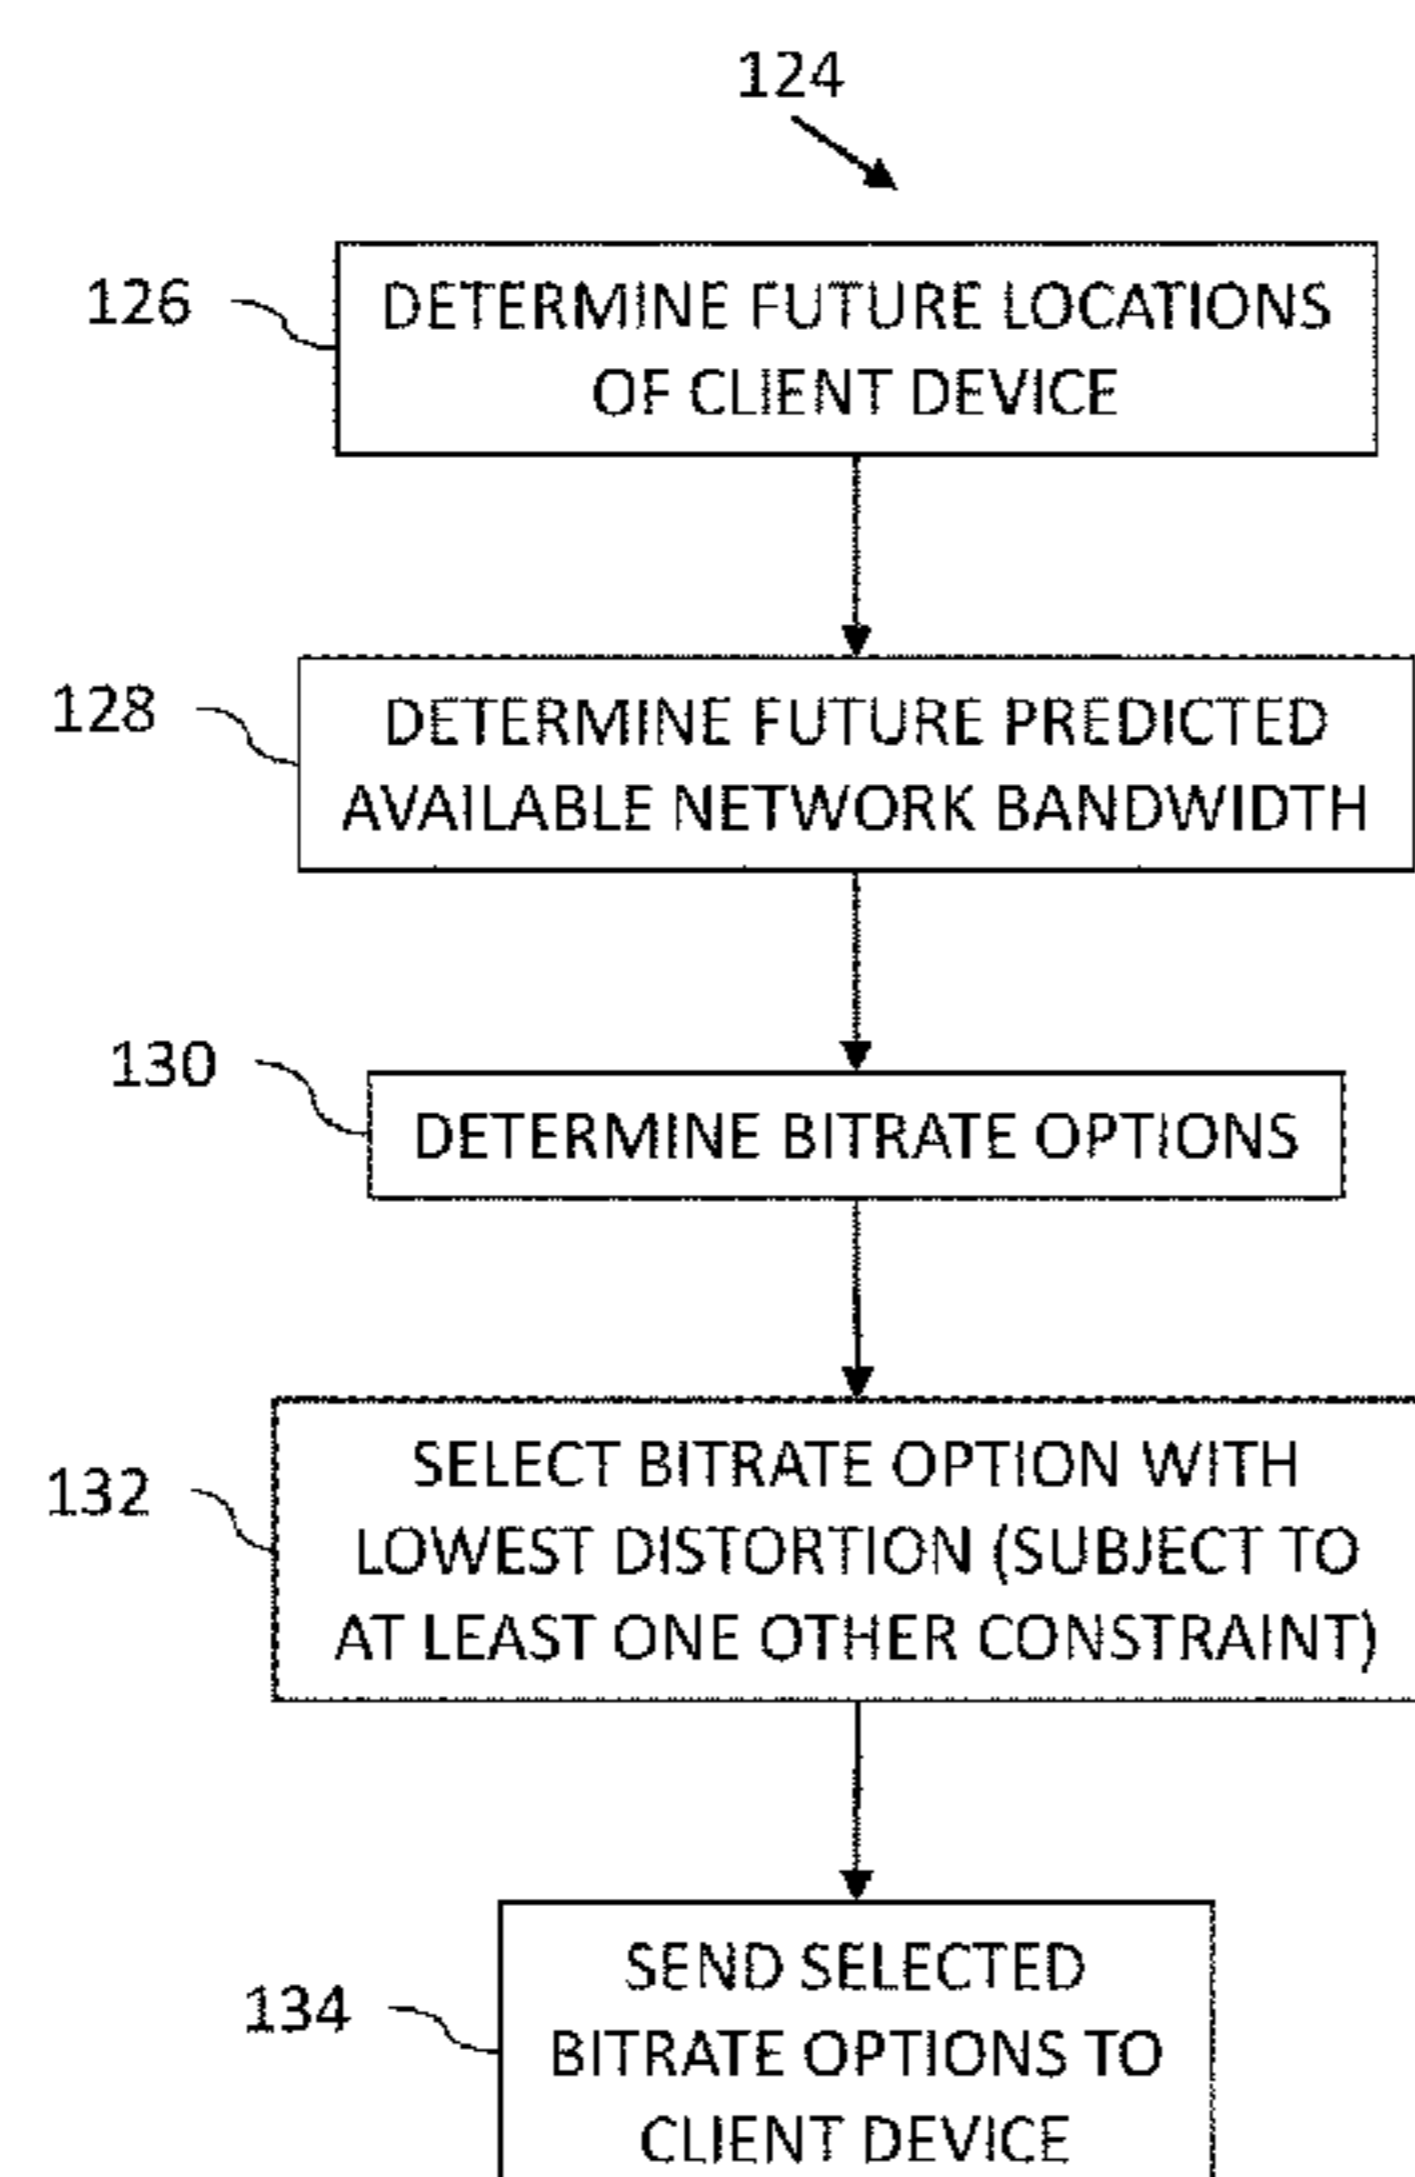 124
126
DETERMINE FUTURE LOCATIONS
OF CLIENT DEVICE
128
DETERMINE FUTURE PREDICTED
AVAILABLE NETWORK BANDWIDTH
130
DETERMINE BITRATE OPTIONS
132
SELECT BITRATE OPTION WITH
LOWEST DISTORTION (SUBJECT TO
AT LEAST ONE OTHER CONSTRAINT)
134
SEND SELECTED
BITRATE OPTIONS TO
CLIENT DEVICE